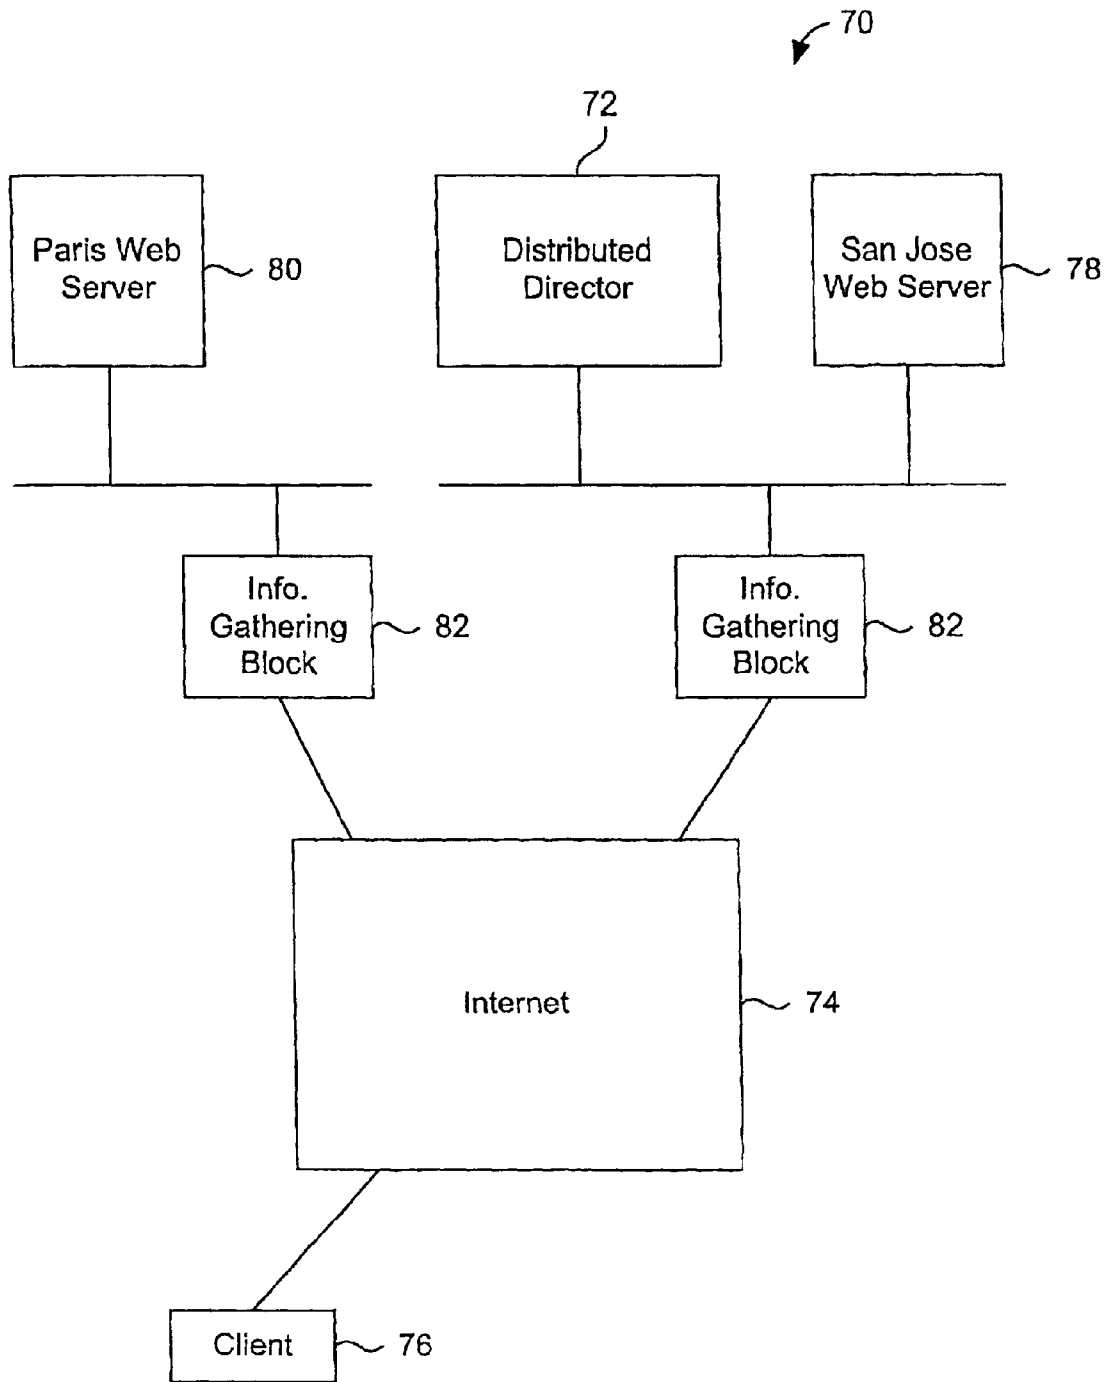 70
72
Paris Web
Server
80
Distributed
Director
San Jose
Web Server
78
Info.
Gathering
Block
82
Info.
Gathering
Block
82
Internet
74
Client
76